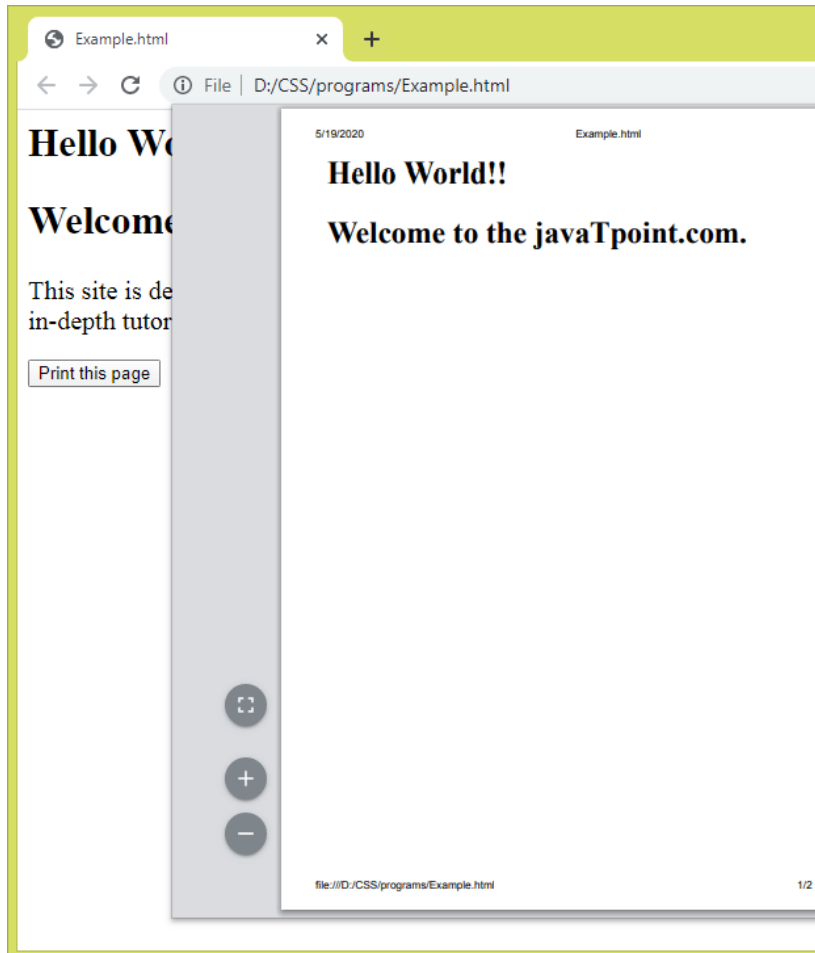 Example.html
File D:/CSS/programs/Example.html
Hello Wo
Welcome
This site is de
in-depth tutor
Print this page
5/19/2020 Example.html
Hello World!!
Welcome to the javaTpoint.com.
file:///D:/CSS/programs/Example.html 1/2